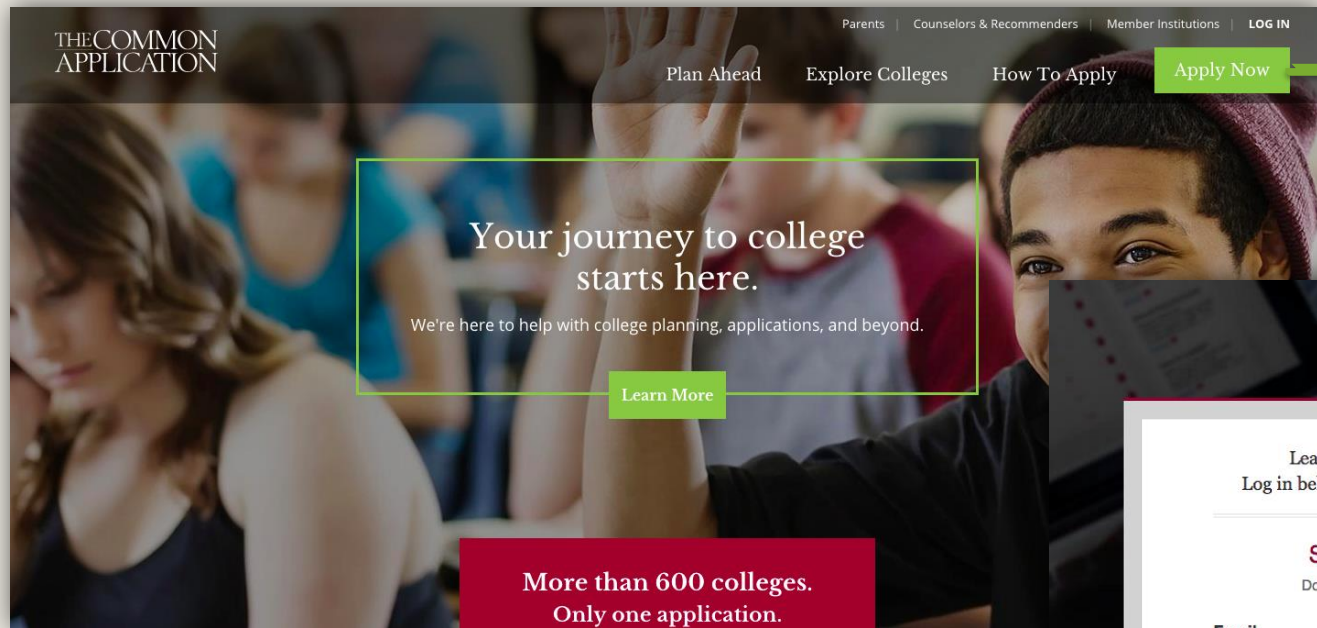 THE COMMON
APPLICATION
Parents | Counselors & Recommenders | Member Institutions | LOG IN
Plan Ahead Explore Colleges How To Apply Apply Now
Your journey to college
starts here.
We're here to help with college planning, applications, and beyond.
Learn More
More than 600 colleges.
Only one application.
Log in